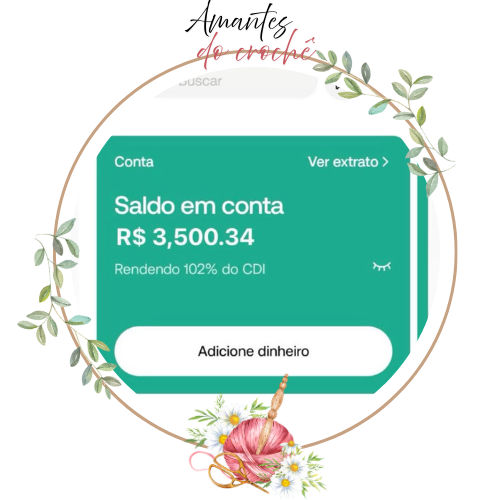 Amantes
do crochê
Buscar
Conta
Ver extrato >
Saldo em conta
R$ 3,500.34
Rendendo 102% do CDI
Adicione dinheiro